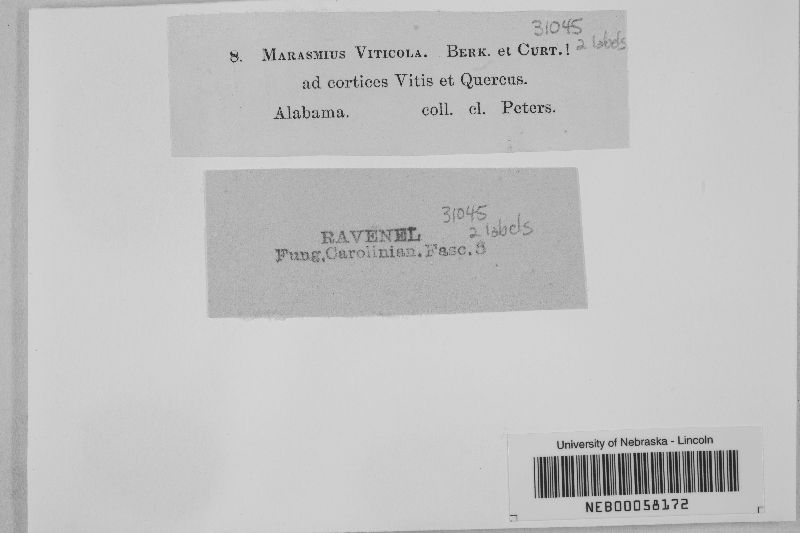 31045
2 labels
8. MARASMIUS VITICOLA. BERK. et CURT.!
ad cortices Vitis et Quercus.
Alabama. coll. cl. Peters.
31045
2 labels
RAVENEL
Fung. Carolinian. Fasc. 3
University of Nebraska - Lincoln
NEB00058172